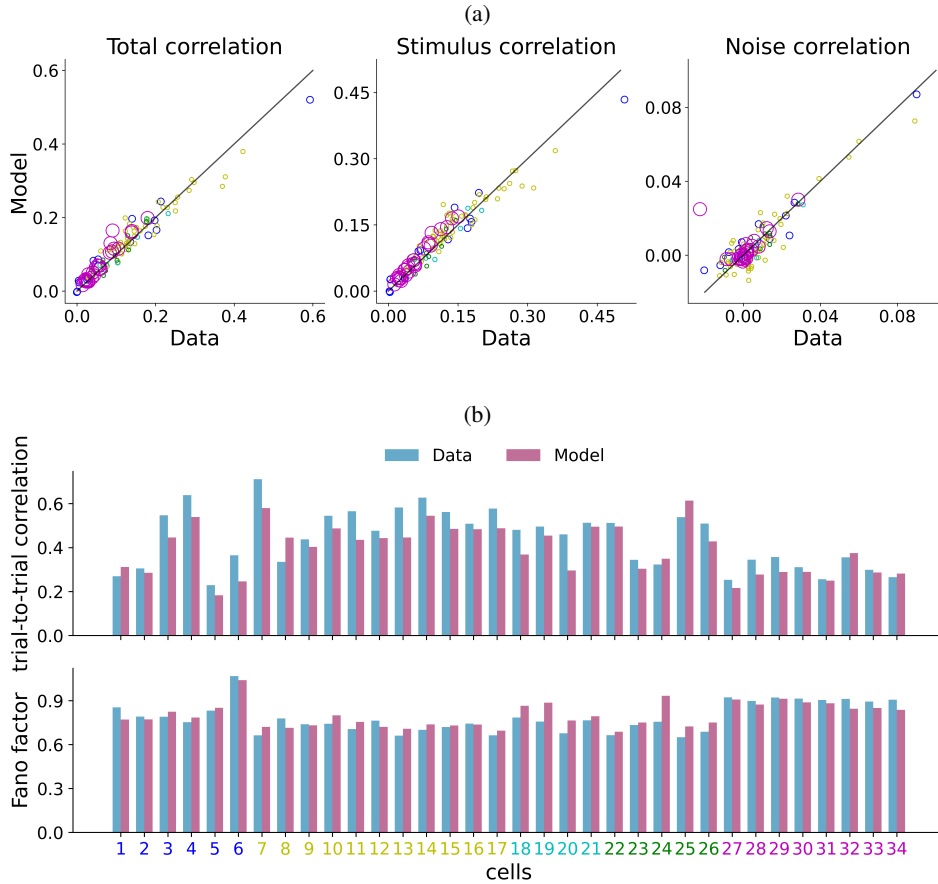 (a)
Total correlation Stimulus correlation Noise correlation
Model
0.6
0.4
0.2
0.0
0.0 0.2 0.4 0.6
Data
0.45
0.30
0.15
0.00
0.00 0.15 0.30 0.45
Data
0.08
0.04
0.00
0.00 0.04 0.08
Data
(b)
Data Model
trial-to-trial correlation
0.6
0.4
0.2
0.0
Fano factor
0.9
0.6
0.3
0.0
1 2 3 4 5 6 7 8 9 10 11 12 13 14 15 16 17 18 19 20 21 22 23 24 25 26 27 28 29 30 31 32 33 34
cells